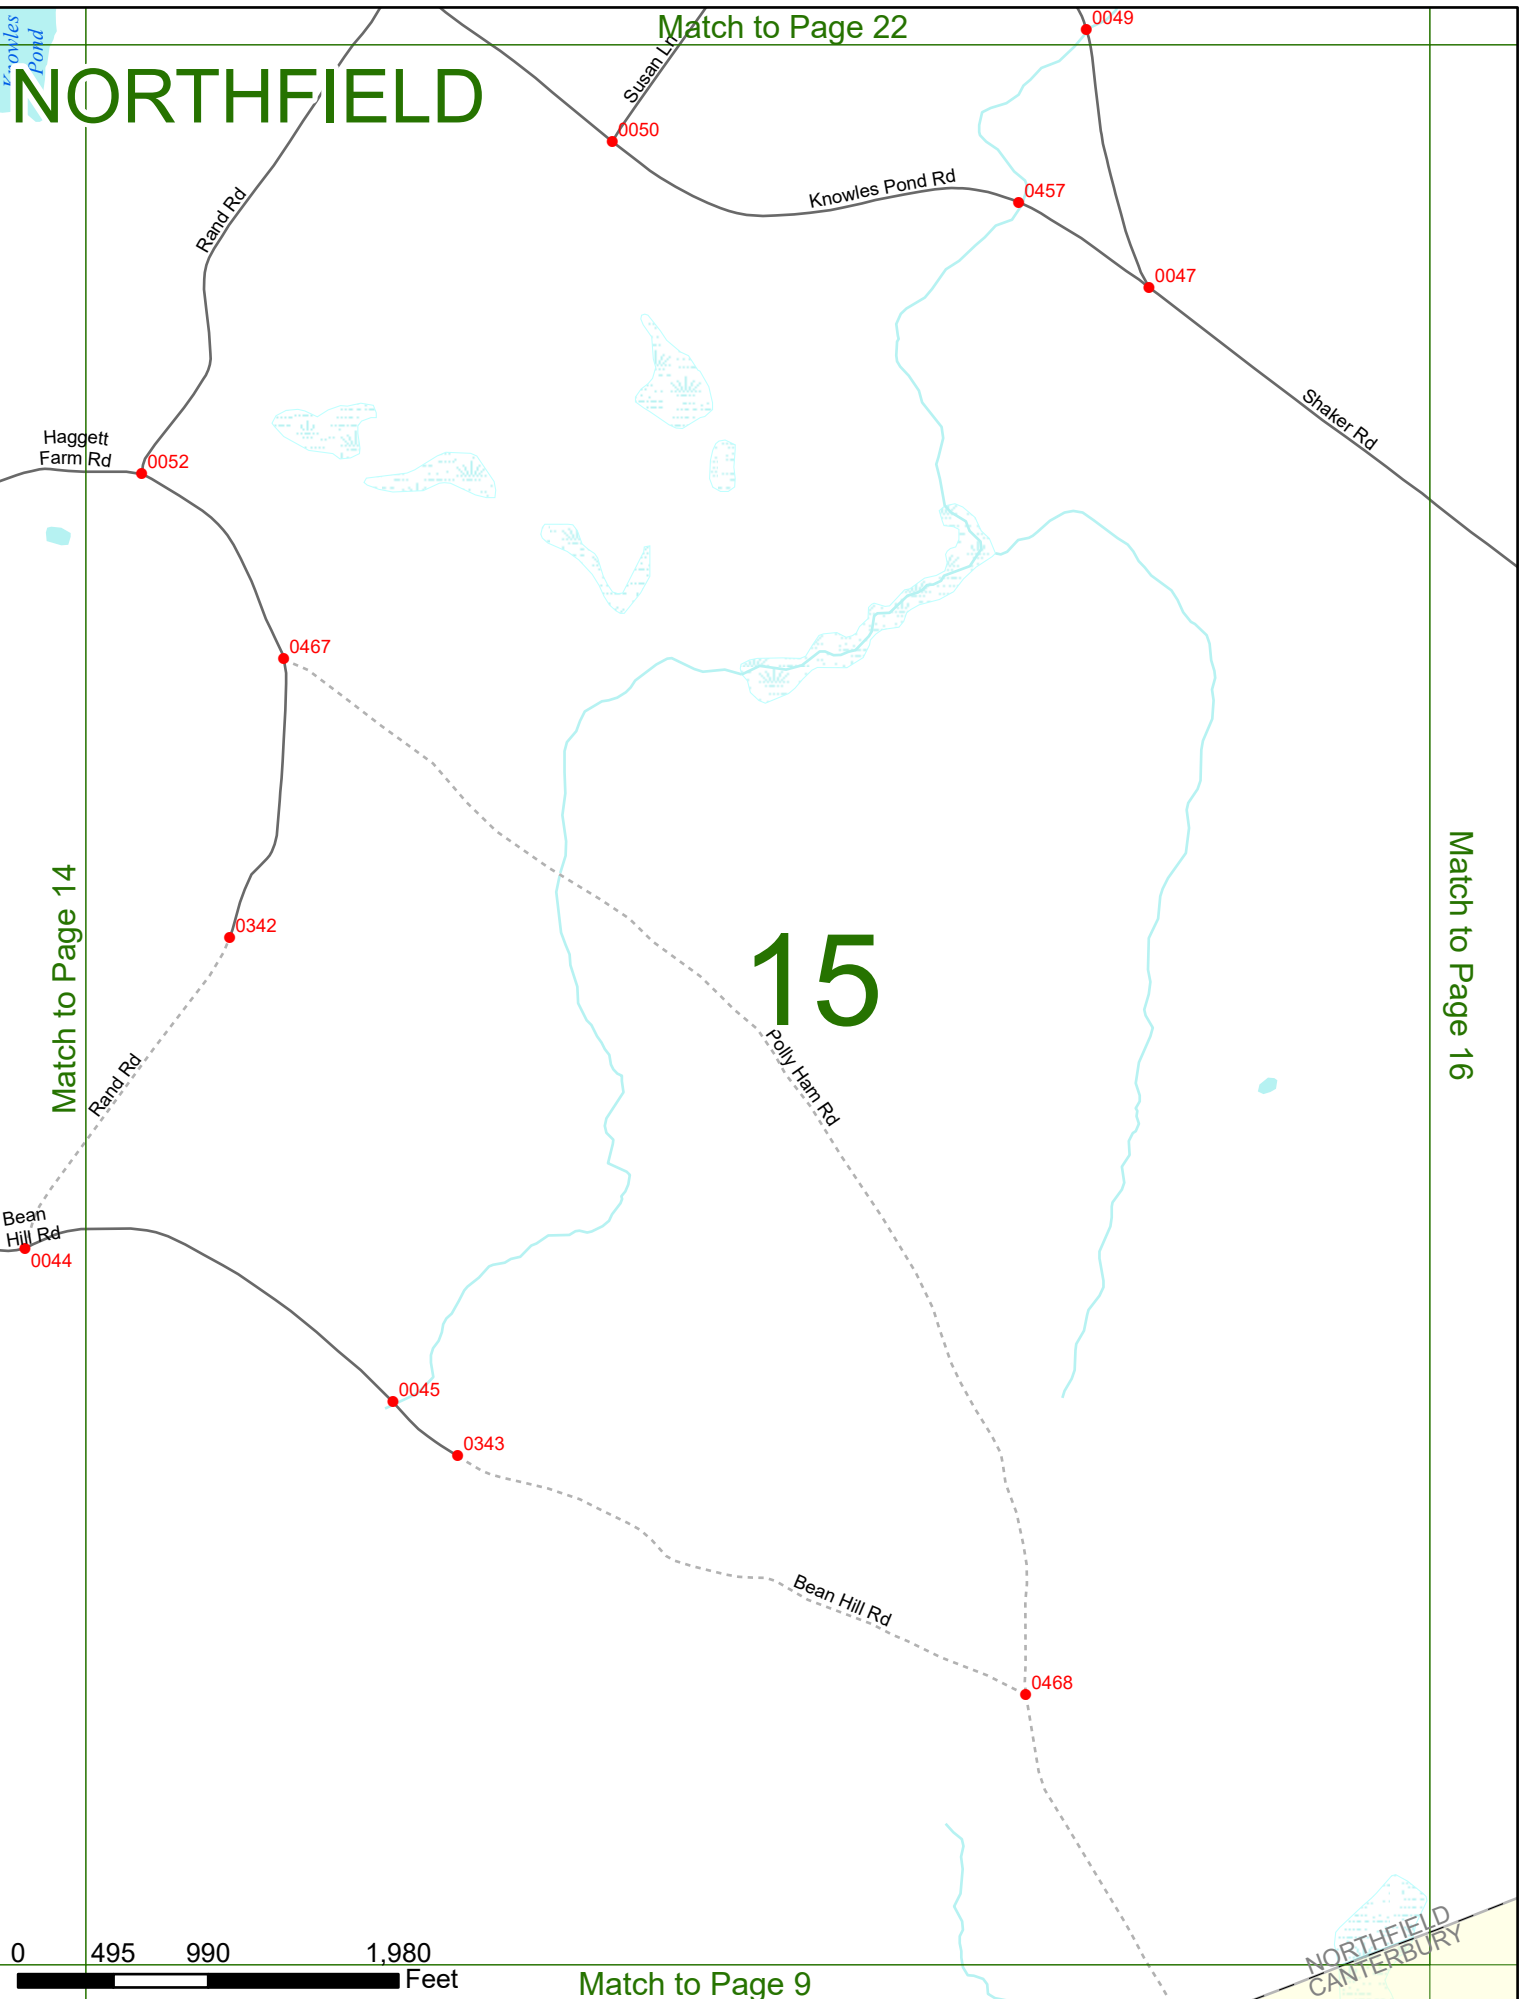 Match to Page 22
0049
Knowles
Pond
NORTHFIELD
Susan Ln
0050
Rand Rd
Knowles Pond Rd
0457
0047
Shaker Rd
Haggett
Farm Rd
0052
0467
Match to Page 14
0342
15
Match to Page 16
Polly Ham Rd
Rand Rd
Bean
Hill Rd
0044
0045
0343
Bean Hill Rd
0468
NORTHFIELD
CANTERBURY
0 495 990 1,980
Feet
Match to Page 9